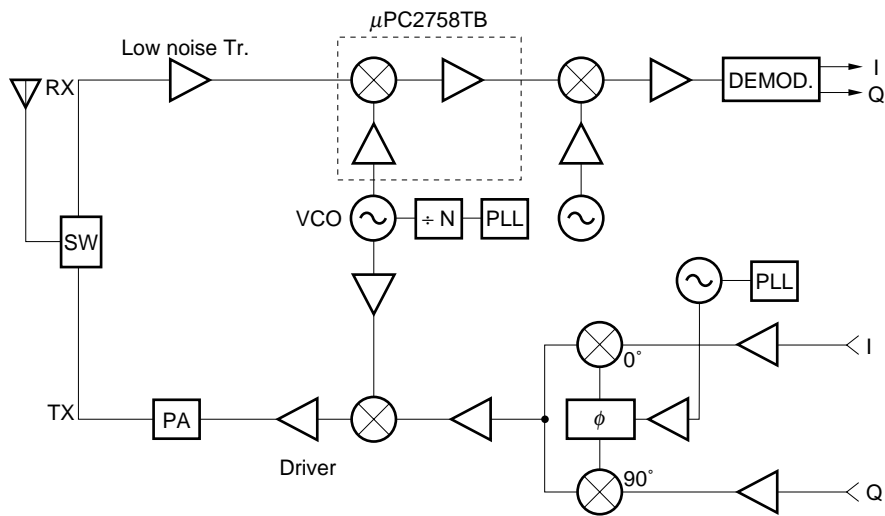 μPC2758TB
Low noise Tr.
RX
DEMOD.
I
Q
SW
VCO
÷ N
PLL
PLL
I
0°
TX
PA
φ
Driver
90°
Q